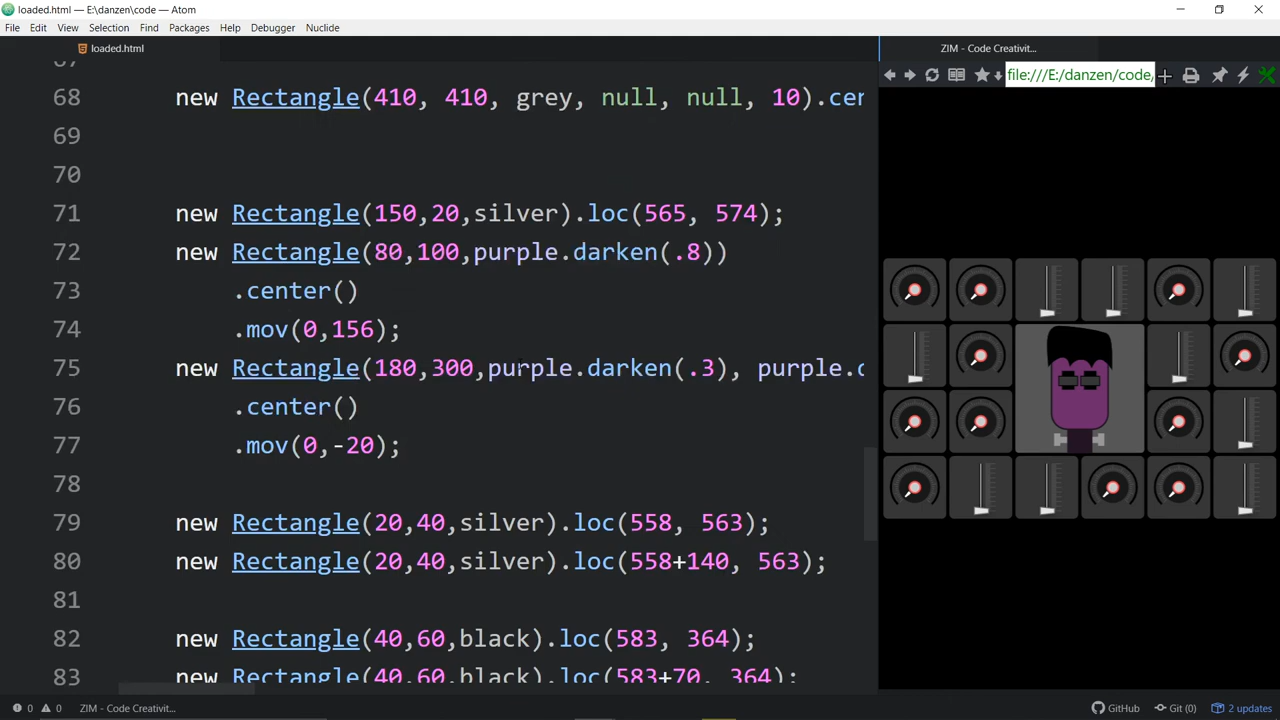 loaded.html — E:\danzen\code — Atom
File Edit View Selection Find Packages Help Debugger Nuclide
loaded.html
ZIM - Code Creativit...
file:///E:/danzen/code/
67
68 new Rectangle(410, 410, grey, null, null, 10).cen
69
70
71 new Rectangle(150,20,silver).loc(565, 574);
72 new Rectangle(80,100,purple.darken(.8))
73 .center()
74 .mov(0,156);
75 new Rectangle(180,300,purple.darken(.3), purple.d
76 .center()
77 .mov(0,-20);
78
79 new Rectangle(20,40,silver).loc(558, 563);
80 new Rectangle(20,40,silver).loc(558+140, 563);
81
82 new Rectangle(40,60,black).loc(583, 364);
83 new Rectangle(40,60,black).loc(583+70, 364);
0 0 ZIM - Code Creativit... GitHub Git (0) 2 updates